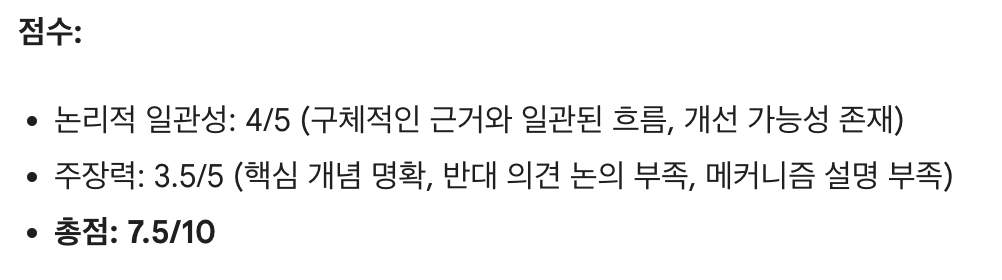 점수:
• 논리적 일관성: 4/5 (구체적인 근거와 일관된 흐름, 개선 가능성 존재)
• 주장력: 3.5/5 (핵심 개념 명확, 반대 의견 논의 부족, 메커니즘 설명 부족)
• 총점: 7.5/10